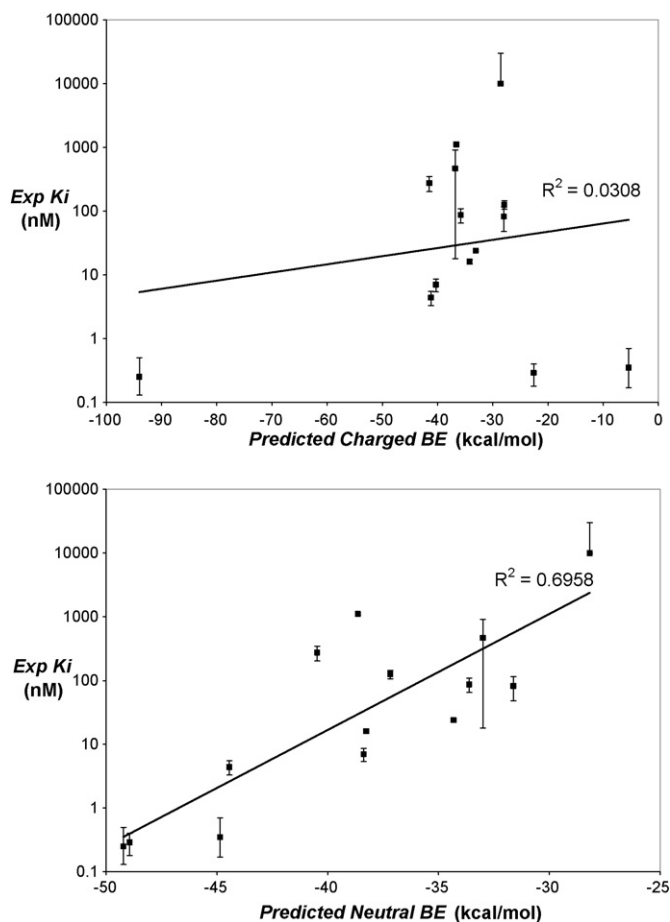 100000
10000
1000
Exp Ki
(nM)
100
10
1
0.1
R² = 0.0308
-100 -90 -80 -70 -60 -50 -40 -30 -20 -10 0
Predicted Charged BE (kcal/mol)
100000
10000
1000
Exp Ki
(nM)
100
10
1
0.1
R² = 0.6958
-50 -45 -40 -35 -30 -25
Predicted Neutral BE (kcal/mol)